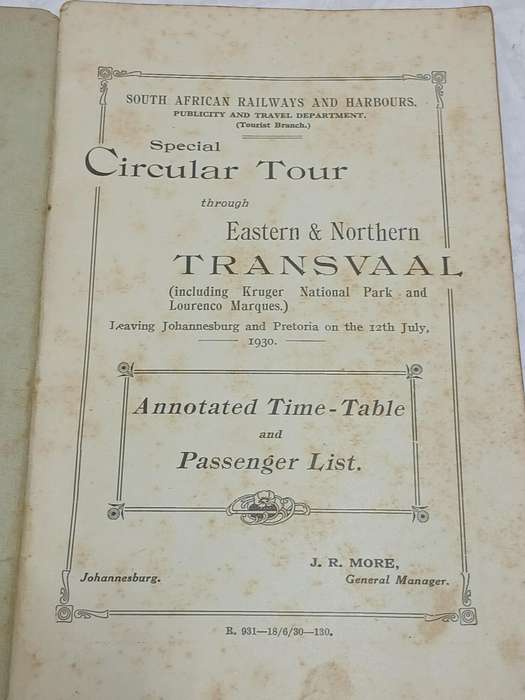 SOUTH AFRICAN RAILWAYS AND HARBOURS.
PUBLICITY AND TRAVEL DEPARTMENT.
(Tourist Branch.)
Special
Circular Tour
through
Eastern & Northern
TRANSVAAL
(including Kruger National Park and
Lourenco Marques.)
Leaving Johannesburg and Pretoria on the 12th July,
1930.
Annotated Time-Table
and
Passenger List.
J. R. MORE,
Johannesburg. General Manager.
R. 931—18/6/30—130.